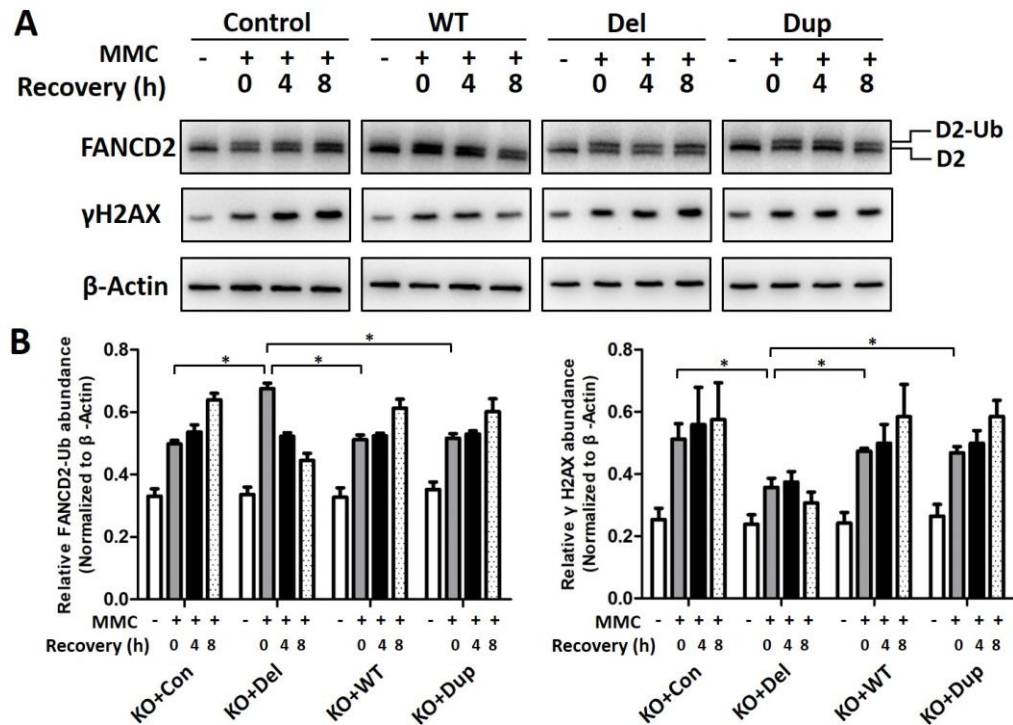 A
Control WT Del Dup
MMC - + + + - + + + - + + + - + + +
Recovery (h) 0 4 8 0 4 8 0 4 8 0 4 8
FANCD2
D2-Ub
D2
γH2AX
β-Actin
B
Relative FANCD2-Ub abundance
(Normalized to β -Actin)
0.8
0.6
0.4
0.2
0.0
* * *
- + + + - + + + - + + + - + + + MMC
0 4 8 0 4 8 0 4 8 0 4 8 Recovery (h)
KO+Con KO+Del KO+WT KO+Dup
Relative γ H2AX abundance
(Normalized to β -Actin)
0.8
0.6
0.4
0.2
0.0
* * *
MMC - + + + - + + + - + + + - + + +
Recovery (h) 0 4 8 0 4 8 0 4 8 0 4 8
KO+Con KO+Del KO+WT KO+Dup